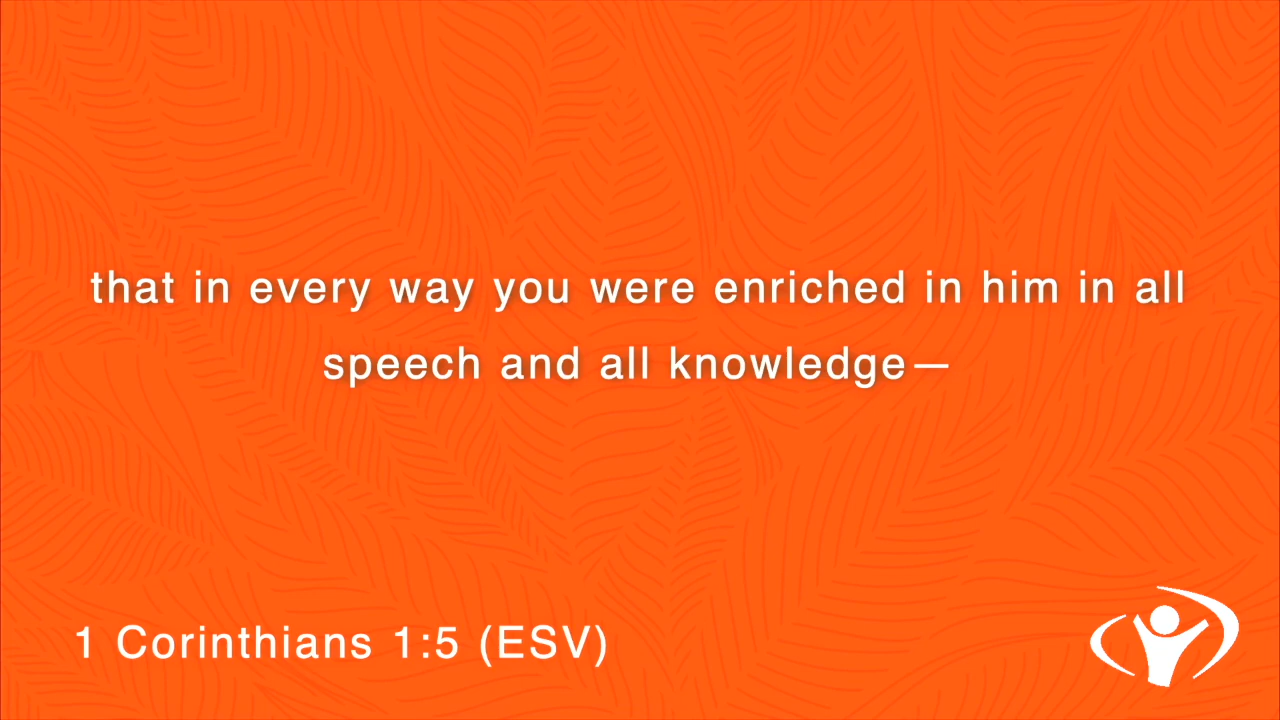 that in every way you were enriched in him in all
speech and all knowledge—
1 Corinthians 1:5 (ESV)